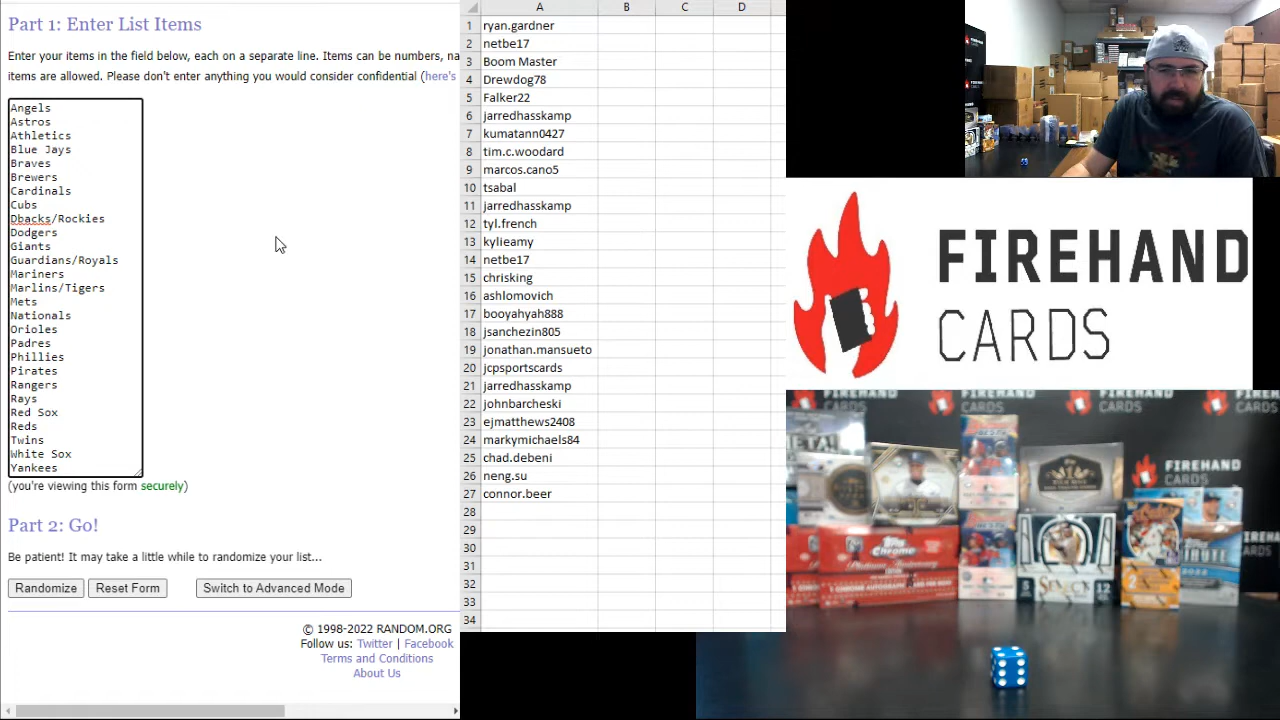 Part 1: Enter List Items
Enter your items in the field below, each on a separate line. Items can be numbers, na
items are allowed. Please don't enter anything you would consider confidential (here's
Angels
Astros
Athletics
Blue Jays
Braves
Brewers
Cardinals
Cubs
Dbacks/Rockies
Dodgers
Giants
Guardians/Royals
Mariners
Marlins/Tigers
Mets
Nationals
Orioles
Padres
Phillies
Pirates
Rangers
Rays
Red Sox
Reds
Twins
White Sox
Yankees
(you're viewing this form securely)
Part 2: Go!
Be patient! It may take a little while to randomize your list...
Randomize
Reset Form
Switch to Advanced Mode
© 1998-2022 RANDOM.ORG
Follow us: Twitter | Facebook
Terms and Conditions
About Us
A B C D
1 ryan.gardner
2 netbe17
3 Boom Master
4 Drewdog78
5 Falker22
6 jarredhasskamp
7 kumatann0427
8 tim.c.woodard
9 marcos.cano5
10 tsabal
11 jarredhasskamp
12 tyl.french
13 kylieamy
14 netbe17
15 chrisking
16 ashlomovich
17 booyahyah888
18 jsanchezin805
19 jonathan.mansueto
20 jcpsportscards
21 jarredhasskamp
22 johnbarcheski
23 ejmatthews2408
24 markymichaels84
25 chad.debeni
26 neng.su
27 connor.beer
28
29
30
31
32
33
34
FIREHAND
CARDS
FIREHAND
CARDS
Topps
Chrome